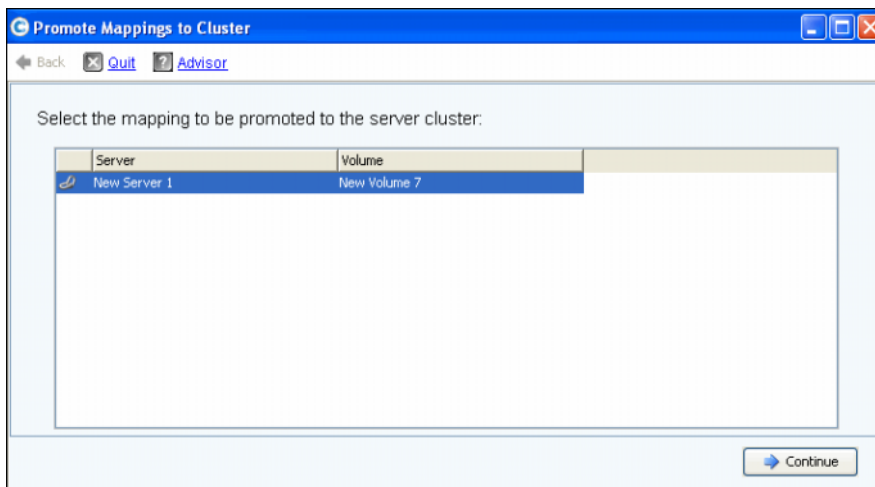 Promote Mappings to Cluster
Back Quit ? Advisor
Select the mapping to be promoted to the server cluster:
Server Volume
New Server 1 New Volume 7
Continue